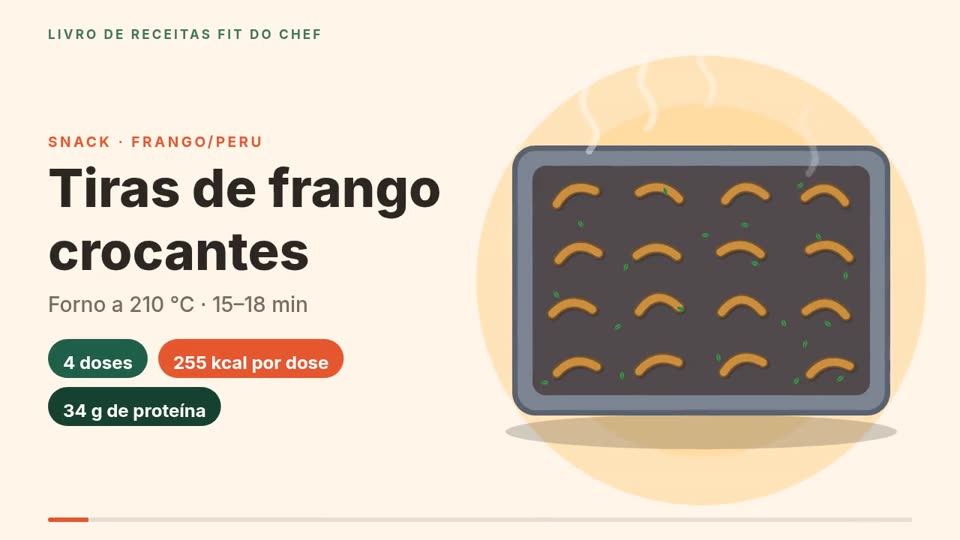 LIVRO DE RECEITAS FIT DO CHEF
SNACK · FRANGO/PERU
Tiras de frango
crocantes
Forno a 210 °C · 15–18 min
4 doses
255 kcal por dose
34 g de proteína